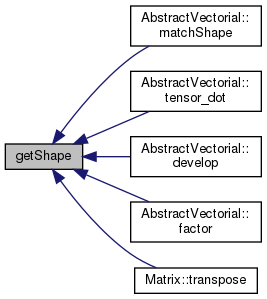 AbstractVectorial::
matchShape
AbstractVectorial::
tensor_dot
getShape
AbstractVectorial::
develop
AbstractVectorial::
factor
Matrix::transpose